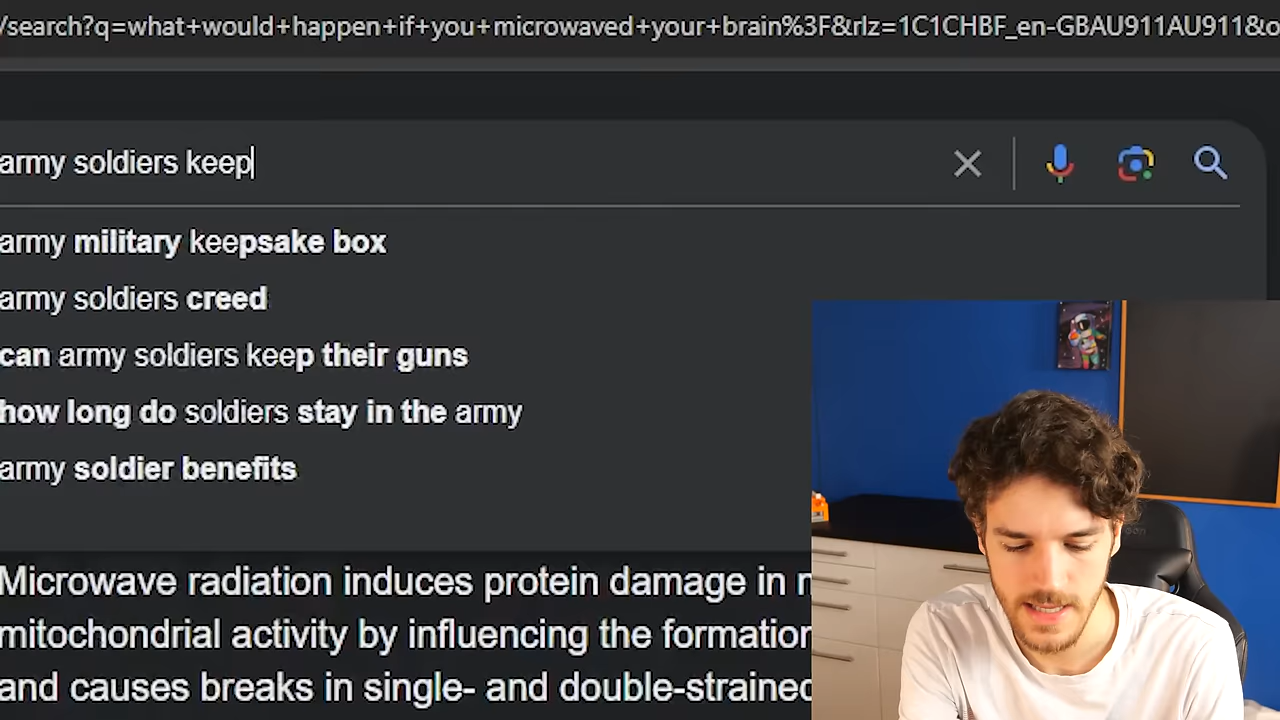 /search?q=what+would+happen+if+you+microwaved+your+brain%3F&rlz=1C1CHBF_en-GBAU911AU911&o
army soldiers keep
army military keepsake box
army soldiers creed
can army soldiers keep their guns
how long do soldiers stay in the army
army soldier benefits
Microwave radiation induces protein damage in
mitochondrial activity by influencing the formation
and causes breaks in single- and double-strained